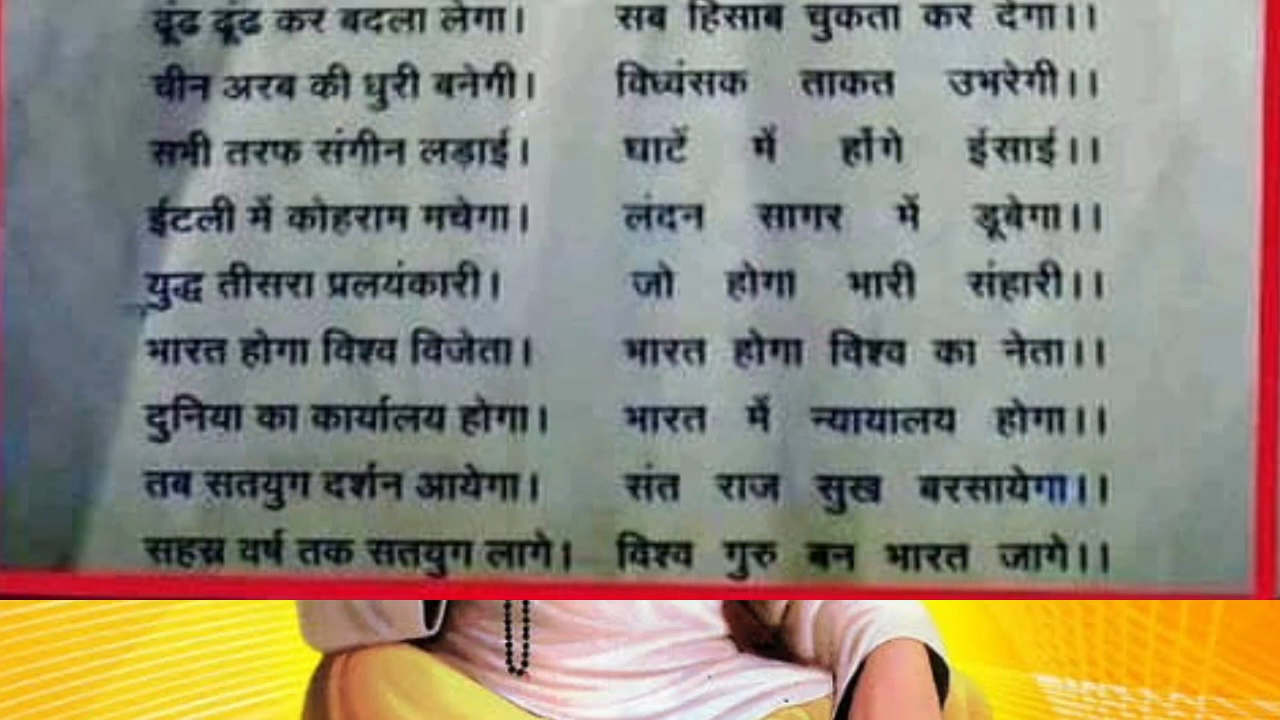 ढूंढ ढूंढ कर बदला लेगा। सब हिसाब चुकता कर देगा।।
चीन अरब की धुरी बनेगी। विध्वंसक ताकत उभरेगी।।
सभी तरफ संगीन लड़ाई। घाटें में होंगे ईसाई।।
ईटली में कोहराम मचेगा। लंदन सागर में डूबेगा।।
युद्ध तीसरा प्रलयंकारी। जो होगा भारी संहारी।।
भारत होगा विश्व विजेता। भारत होगा विश्व का नेता।।
दुनिया का कार्यालय होगा। भारत में न्यायालय होगा।।
तब सतयुग दर्शन आयेगा। संत राज सुख बरसायेगा।।
सहस्र वर्ष तक सतयुग लागे। विश्व गुरु बन भारत जागे।।